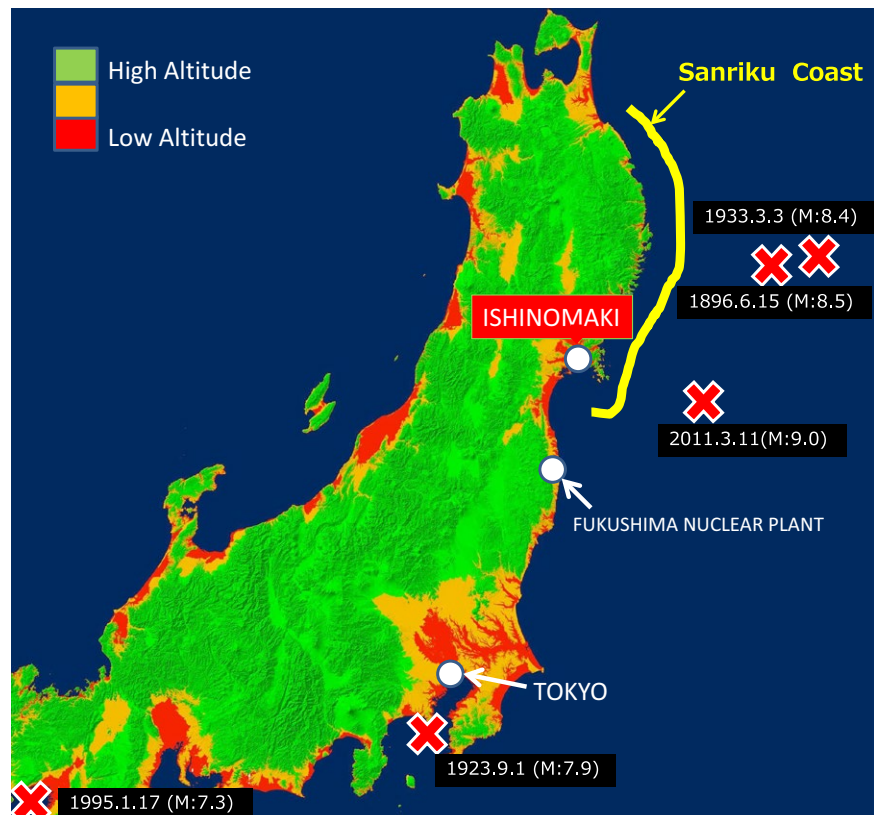 High Altitude
Low Altitude
Sanriku Coast
1933.3.3 (M:8.4)
1896.6.15 (M:8.5)
ISHINOMAKI
2011.3.11(M:9.0)
FUKUSHIMA NUCLEAR PLANT
TOKYO
1923.9.1 (M:7.9)
1995.1.17 (M:7.3)